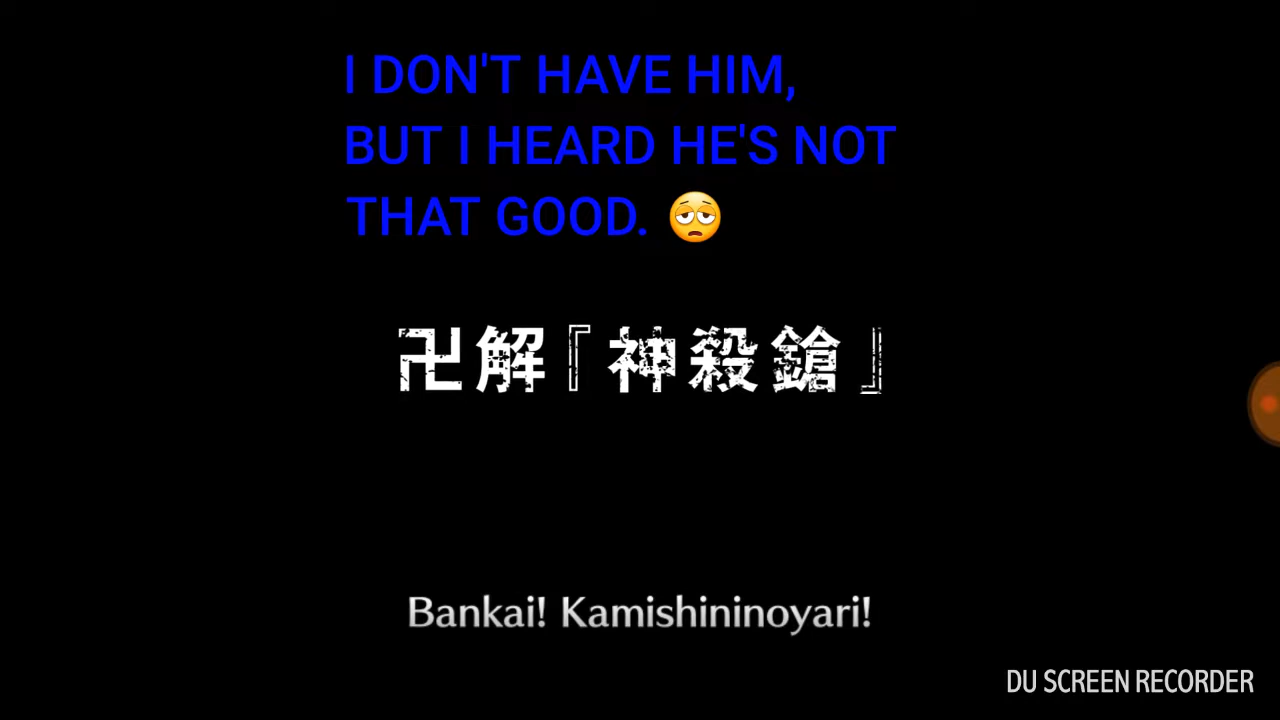 I DON'T HAVE HIM,
BUT I HEARD HE'S NOT
THAT GOOD. 😩
卍解『神殺鎗』
Bankai! Kamishininoyari!
DU SCREEN RECORDER